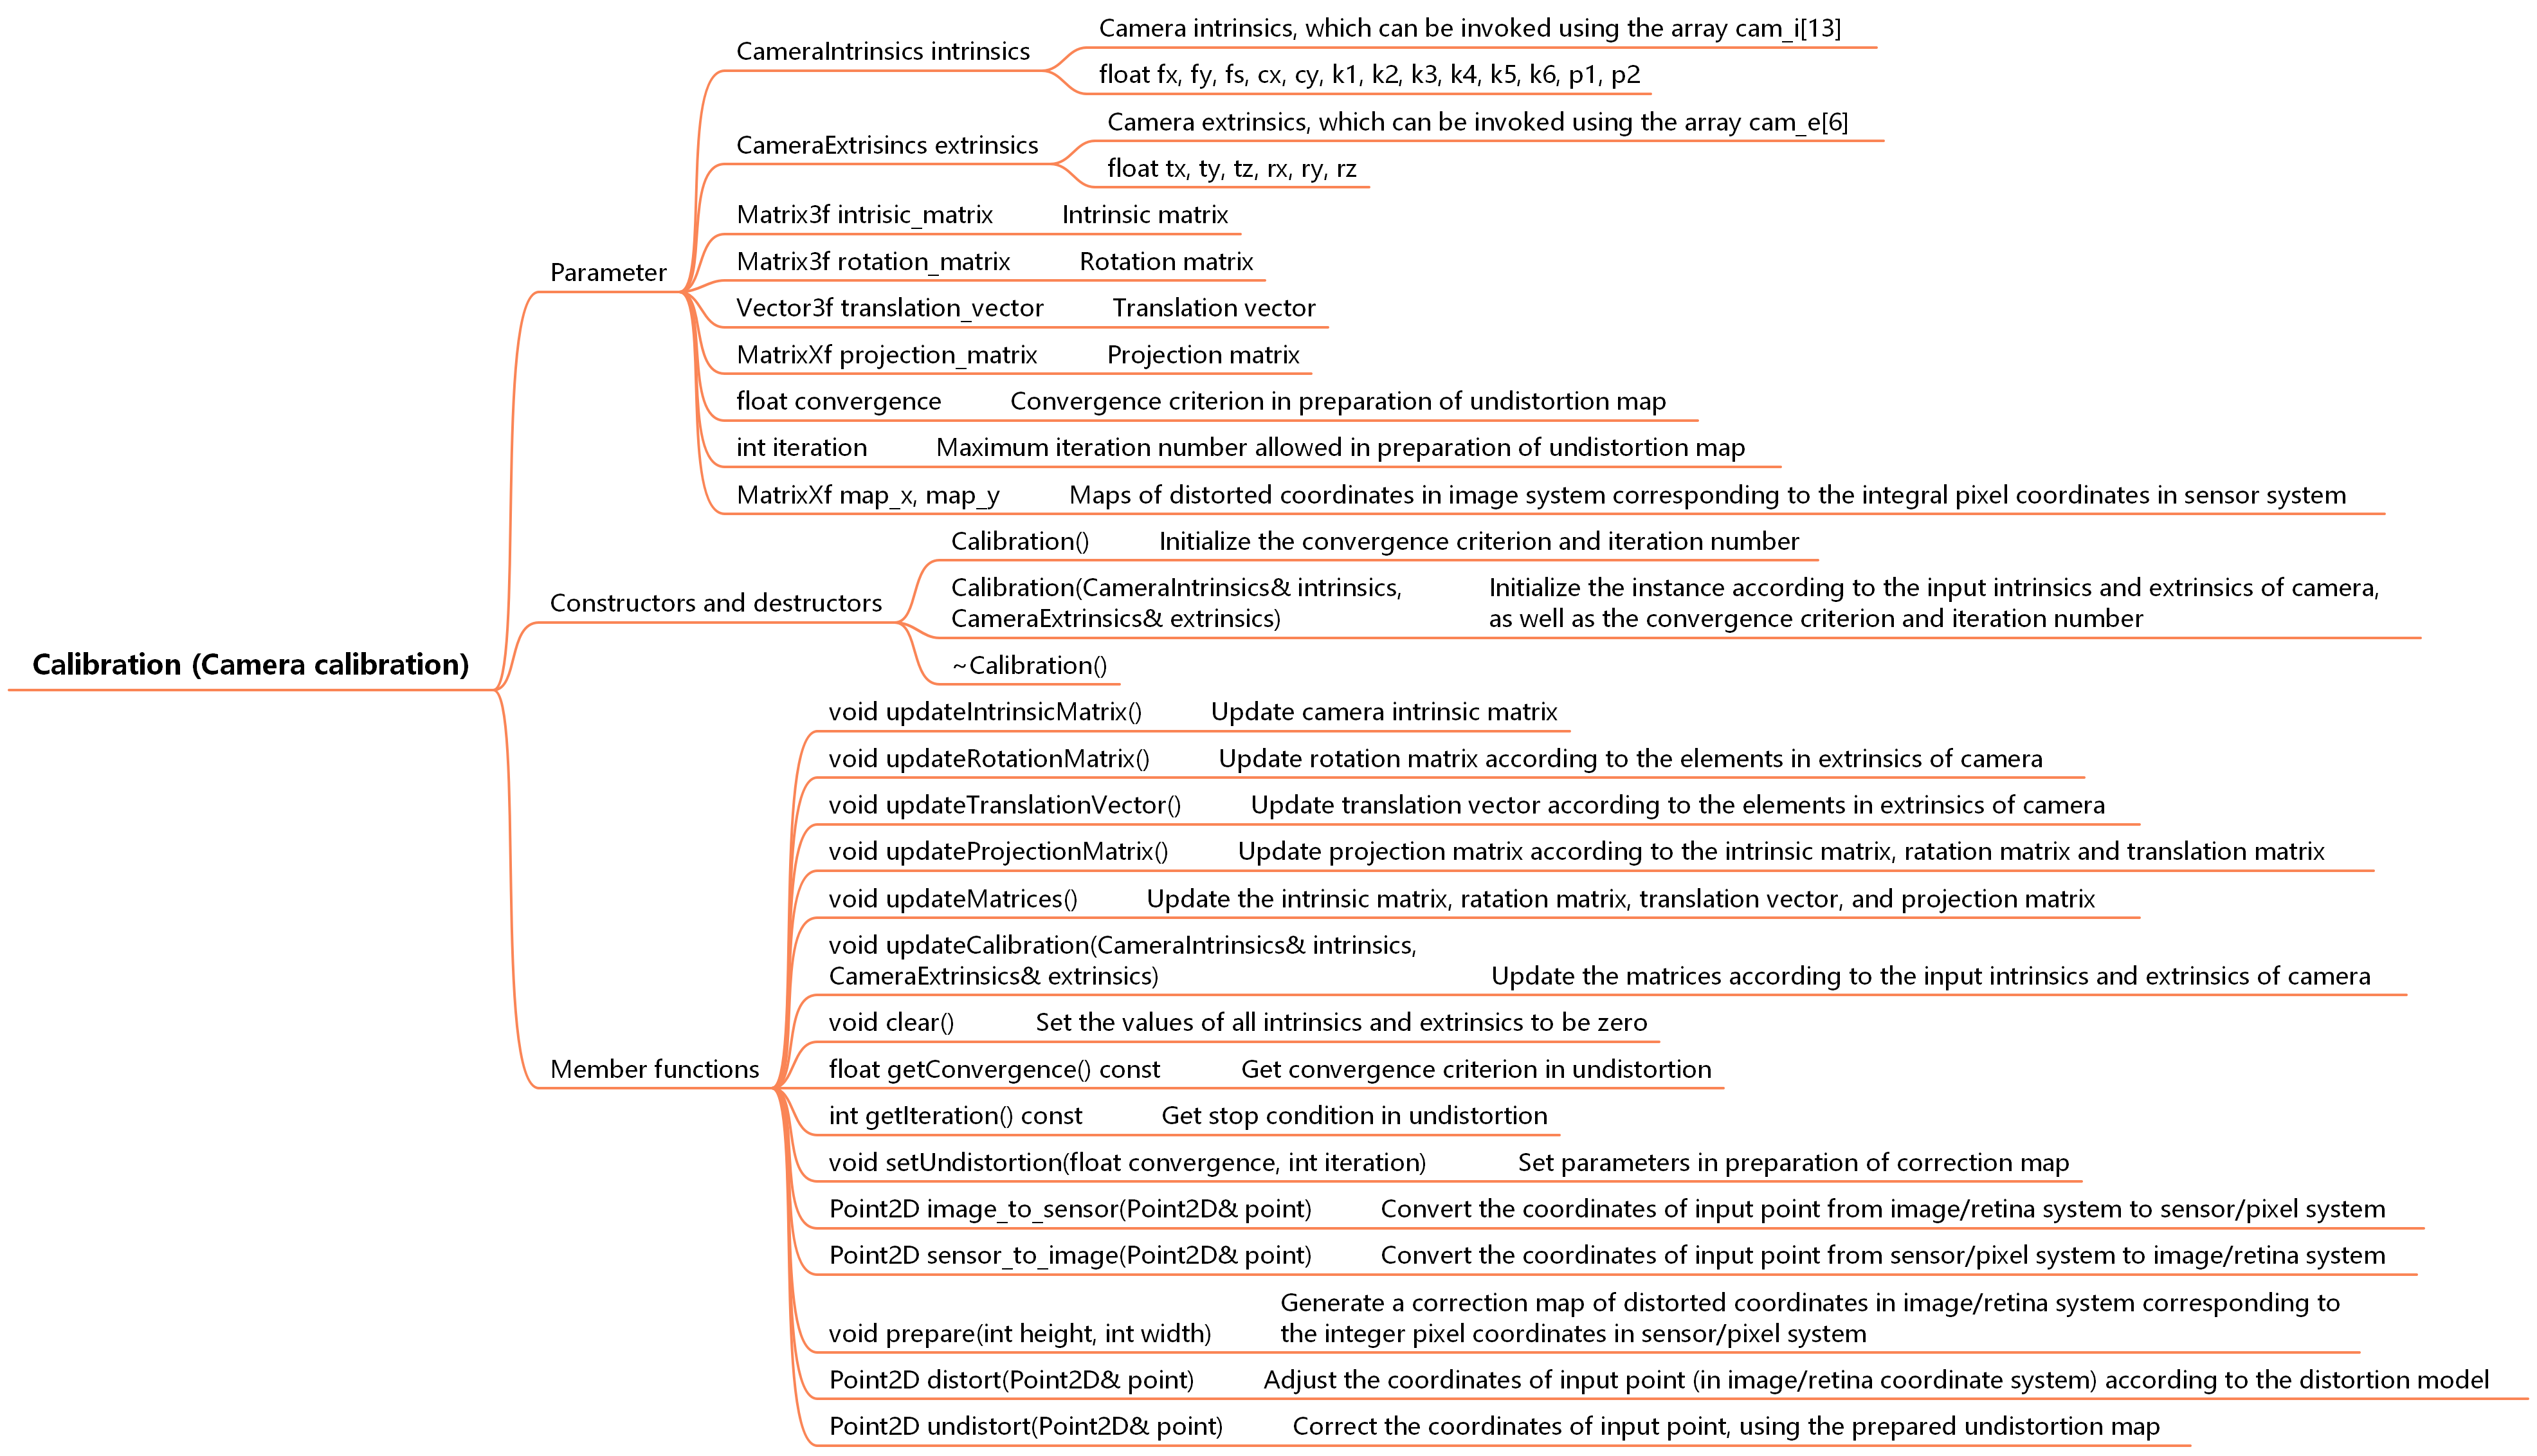 Calibration (Camera calibration)
Parameter
CameraIntrinsics intrinsics
Camera intrinsics, which can be invoked using the array cam_i[13]
float fx, fy, fs, cx, cy, k1, k2, k3, k4, k5, k6, p1, p2
CameraExtrisincs extrinsics
Camera extrinsics, which can be invoked using the array cam_e[6]
float tx, ty, tz, rx, ry, rz
Matrix3f intrisic_matrix Intrinsic matrix
Matrix3f rotation_matrix Rotation matrix
Vector3f translation_vector Translation vector
MatrixXf projection_matrix Projection matrix
float convergence Convergence criterion in preparation of undistortion map
int iteration Maximum iteration number allowed in preparation of undistortion map
MatrixXf map_x, map_y Maps of distorted coordinates in image system corresponding to the integral pixel coordinates in sensor system
Constructors and destructors
Calibration() Initialize the convergence criterion and iteration number
Calibration(CameraIntrinsics& intrinsics,
CameraExtrinsics& extrinsics)
Initialize the instance according to the input intrinsics and extrinsics of camera,
as well as the convergence criterion and iteration number
~Calibration()
Member functions
void updateIntrinsicMatrix() Update camera intrinsic matrix
void updateRotationMatrix() Update rotation matrix according to the elements in extrinsics of camera
void updateTranslationVector() Update translation vector according to the elements in extrinsics of camera
void updateProjectionMatrix() Update projection matrix according to the intrinsic matrix, ratation matrix and translation matrix
void updateMatrices() Update the intrinsic matrix, ratation matrix, translation vector, and projection matrix
void updateCalibration(CameraIntrinsics& intrinsics,
CameraExtrinsics& extrinsics) Update the matrices according to the input intrinsics and extrinsics of camera
void clear() Set the values of all intrinsics and extrinsics to be zero
float getConvergence() const Get convergence criterion in undistortion
int getIteration() const Get stop condition in undistortion
void setUndistortion(float convergence, int iteration) Set parameters in preparation of correction map
Point2D image_to_sensor(Point2D& point) Convert the coordinates of input point from image/retina system to sensor/pixel system
Point2D sensor_to_image(Point2D& point) Convert the coordinates of input point from sensor/pixel system to image/retina system
void prepare(int height, int width)
Generate a correction map of distorted coordinates in image/retina system corresponding to
the integer pixel coordinates in sensor/pixel system
Point2D distort(Point2D& point) Adjust the coordinates of input point (in image/retina coordinate system) according to the distortion model
Point2D undistort(Point2D& point) Correct the coordinates of input point, using the prepared undistortion map